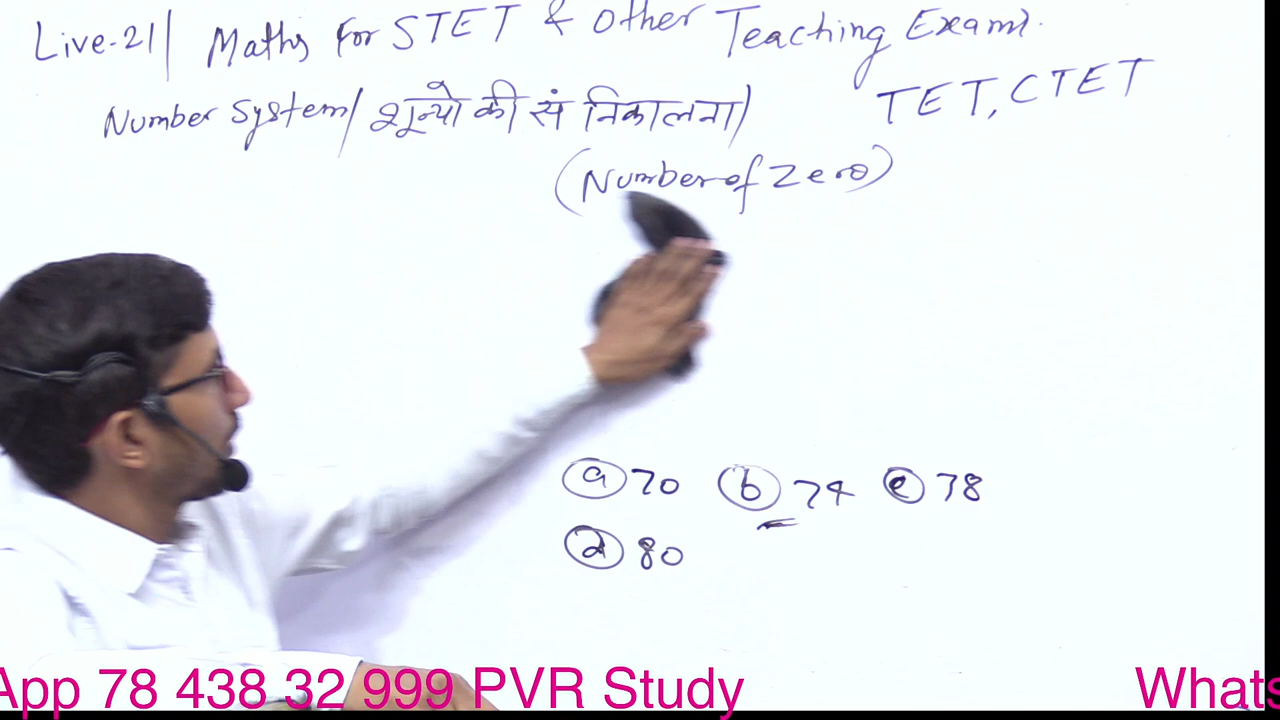 Live-21| Maths For STET & Other Teaching Exams.
Number System/ शून्यो की सं निकालना/ TET, CTET
(Number of Zero)
a 70 b 74 c 78
d 80
App 78 438 32 999 PVR Study Whats